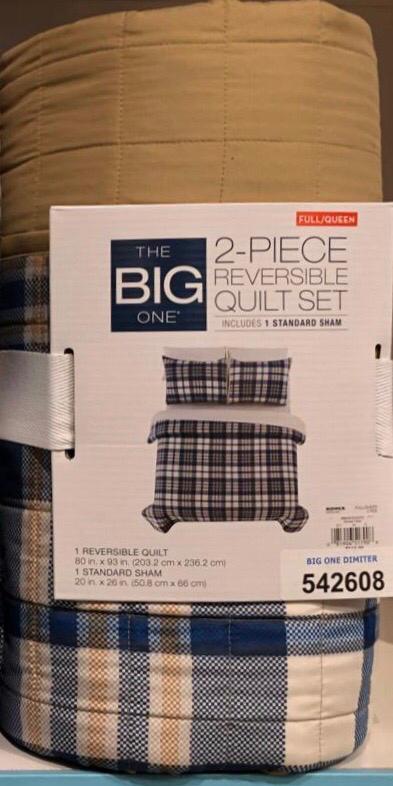 FULL/QUEEN
THE
BIG
ONE®
2-PIECE
REVERSIBLE
QUILT SET
INCLUDES 1 STANDARD SHAM
1 REVERSIBLE QUILT
80 in. x 93 in. (203.2 cm x 236.2 cm)
1 STANDARD SHAM
20 in. x 26 in. (50.8 cm x 66 cm)
BIG ONE DIMITER
542608